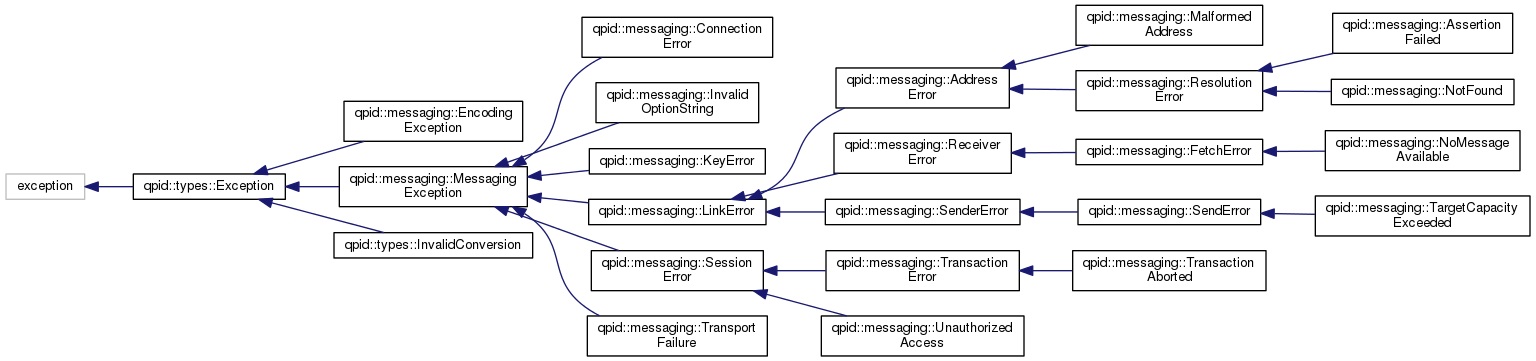 exception
qpid::types::Exception
qpid::messaging::Encoding
Exception
qpid::messaging::Messaging
Exception
qpid::types::InvalidConversion
qpid::messaging::Connection
Error
qpid::messaging::Invalid
OptionString
qpid::messaging::KeyError
qpid::messaging::LinkError
qpid::messaging::Session
Error
qpid::messaging::Transport
Failure
qpid::messaging::Address
Error
qpid::messaging::Receiver
Error
qpid::messaging::SenderError
qpid::messaging::Transaction
Error
qpid::messaging::Unauthorized
Access
qpid::messaging::Malformed
Address
qpid::messaging::Resolution
Error
qpid::messaging::FetchError
qpid::messaging::SendError
qpid::messaging::Transaction
Aborted
qpid::messaging::Assertion
Failed
qpid::messaging::NotFound
qpid::messaging::NoMessage
Available
qpid::messaging::TargetCapacity
Exceeded